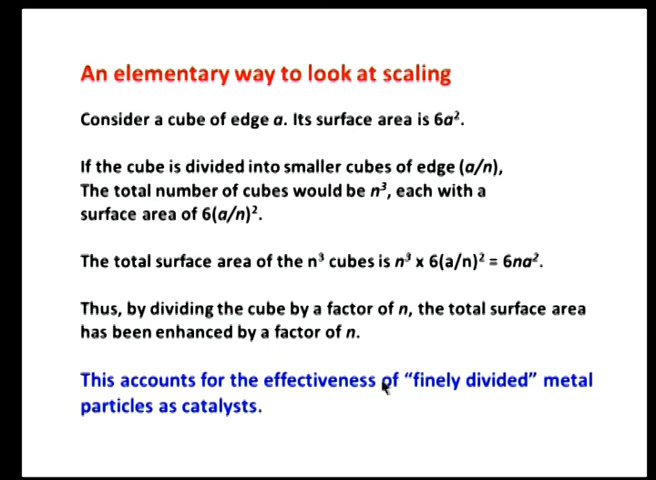 An elementary way to look at scaling
Consider a cube of edge a. Its surface area is 6a².
If the cube is divided into smaller cubes of edge (a/n),
The total number of cubes would be n³, each with a
surface area of 6(a/n)².
The total surface area of the n³ cubes is n³ x 6(a/n)² = 6na².
Thus, by dividing the cube by a factor of n, the total surface area
has been enhanced by a factor of n.
This accounts for the effectiveness of “finely divided” metal
particles as catalysts.